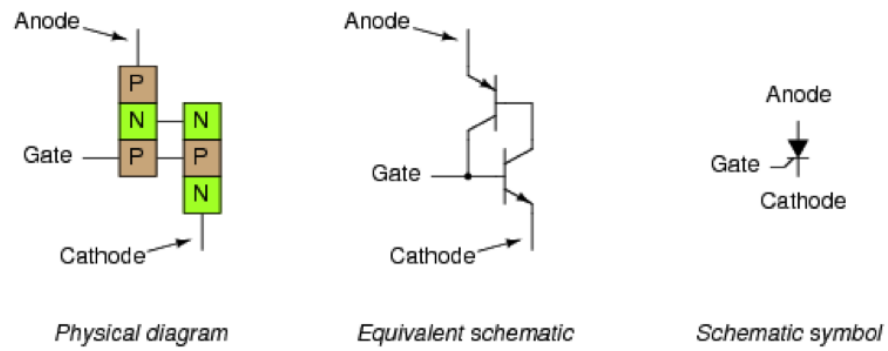 Anode
P
N N
Gate P P
N
Cathode
Physical diagram
Anode
Gate
Cathode
Equivalent schematic
Anode
Gate
Cathode
Schematic symbol